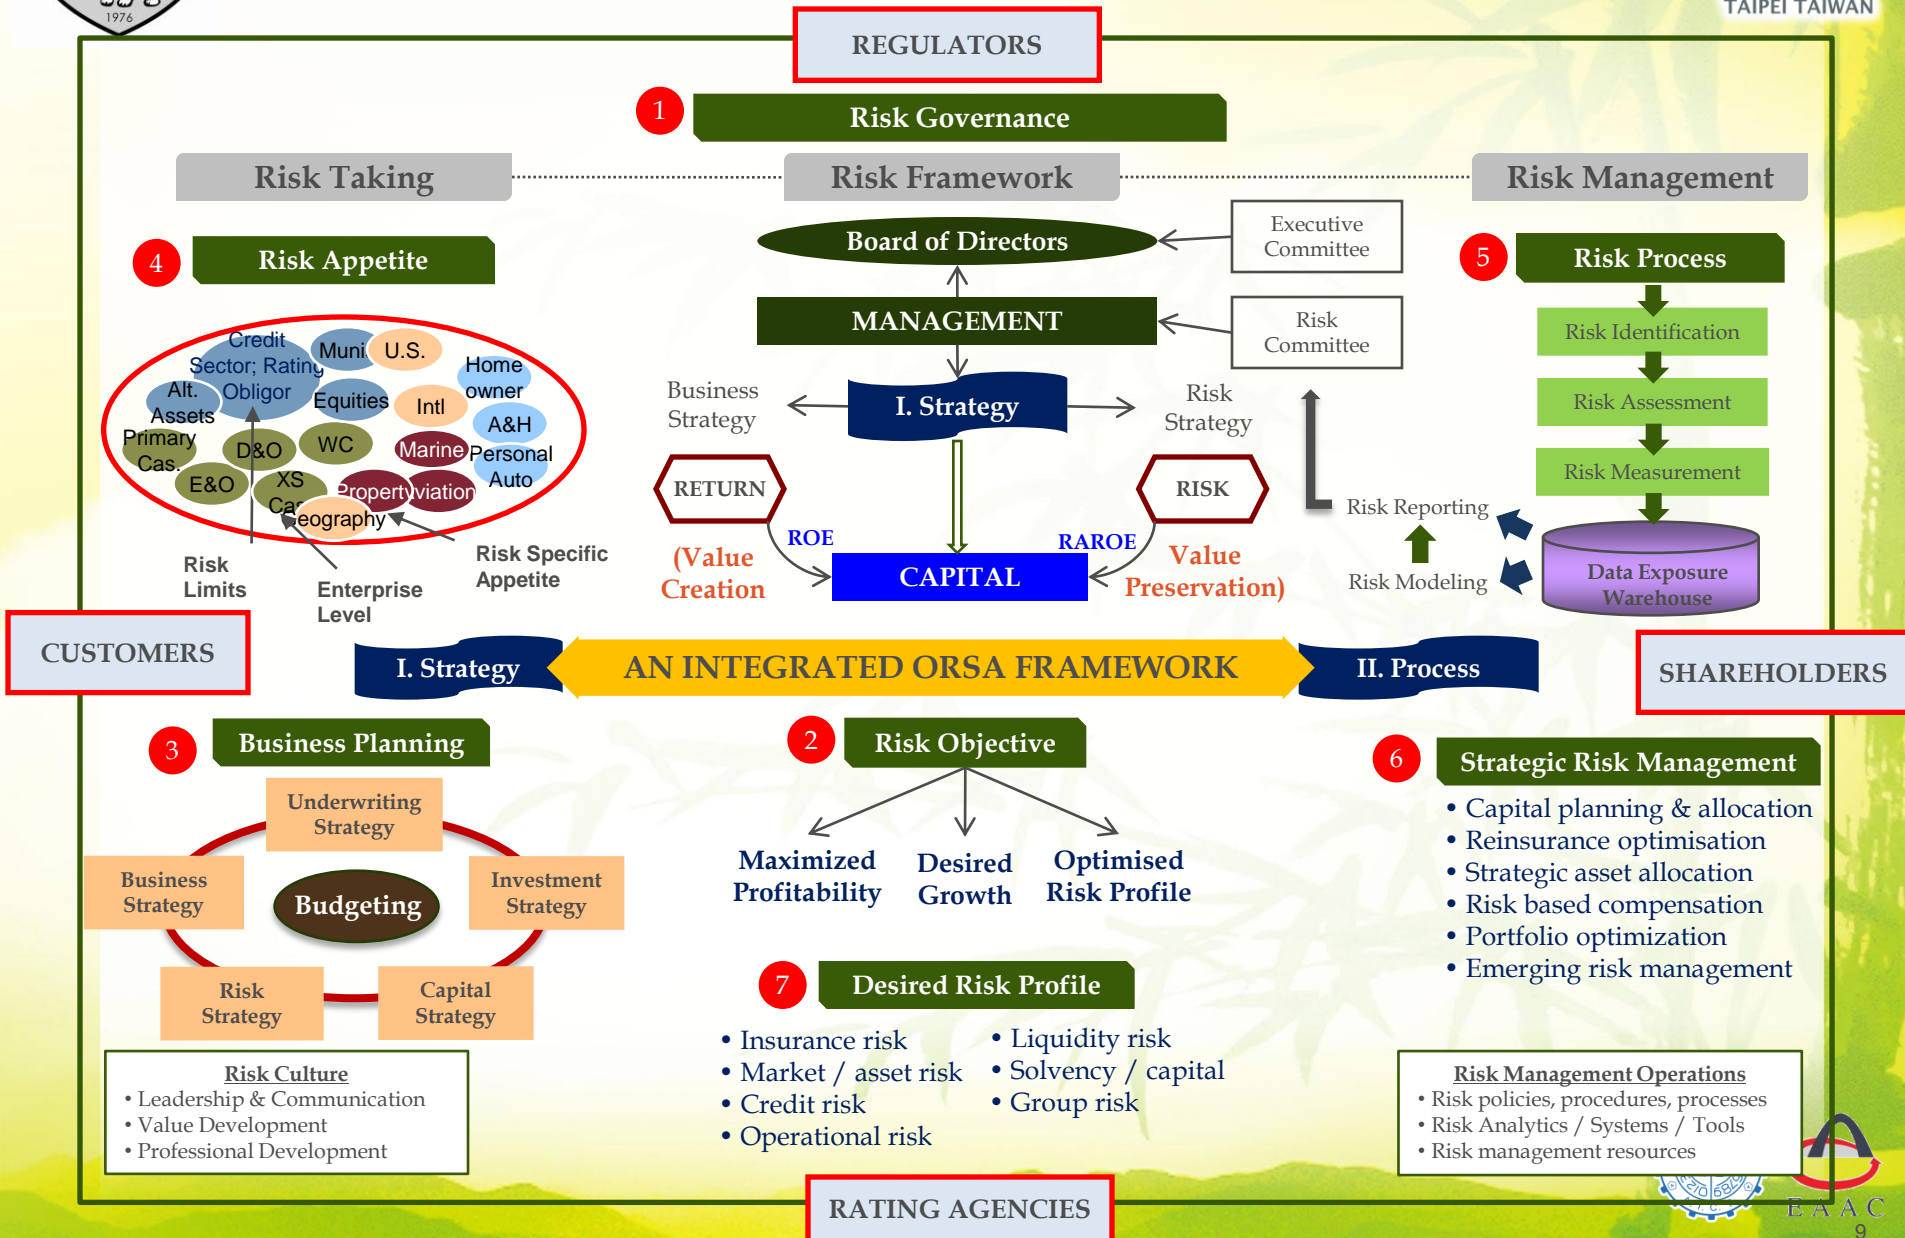 1976
TAIPEI TAIWAN
REGULATORS
1
Risk Governance
Risk Taking
Risk Framework
Risk Management
4
Risk Appetite
Credit
Sector; Rating
Obligor
Muni
U.S.
Home
owner
Alt.
Assets
Equities
Intl
A&H
Primary
Cas.
D&O
WC
Marine
Personal
Auto
E&O
XS
Property
viation
eography
Risk
Limits
Enterprise
Level
Risk Specific
Appetite
Board of Directors
Executive
Committee
MANAGEMENT
Risk
Committee
Business
Strategy
I. Strategy
Risk
Strategy
RETURN
RISK
ROE
RAROE
(Value
Creation
CAPITAL
Value
Preservation)
5
Risk Process
Risk Identification
Risk Assessment
Risk Measurement
Risk Reporting
Risk Modeling
Data Exposure
Warehouse
CUSTOMERS
I. Strategy
AN INTEGRATED ORSA FRAMEWORK
II. Process
SHAREHOLDERS
3
Business Planning
Underwriting
Strategy
Business
Strategy
Budgeting
Investment
Strategy
Risk
Strategy
Capital
Strategy
Risk Culture
• Leadership & Communication
• Value Development
• Professional Development
2
Risk Objective
Maximized
Profitability
Desired
Growth
Optimised
Risk Profile
7
Desired Risk Profile
• Insurance risk
• Market / asset risk
• Credit risk
• Operational risk
• Liquidity risk
• Solvency / capital
• Group risk
6
Strategic Risk Management
• Capital planning & allocation
• Reinsurance optimisation
• Strategic asset allocation
• Risk based compensation
• Portfolio optimization
• Emerging risk management
Risk Management Operations
• Risk policies, procedures, processes
• Risk Analytics / Systems / Tools
• Risk management resources
RATING AGENCIES
EAAC
9